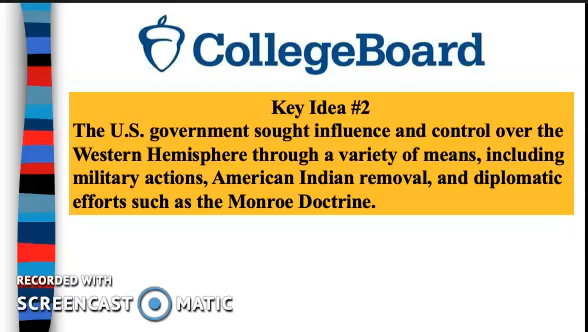 CollegeBoard
Key Idea #2
The U.S. government sought influence and control over the
Western Hemisphere through a variety of means, including
military actions, American Indian removal, and diplomatic
efforts such as the Monroe Doctrine.
RECORDED WITH
SCREENCAST MATIC